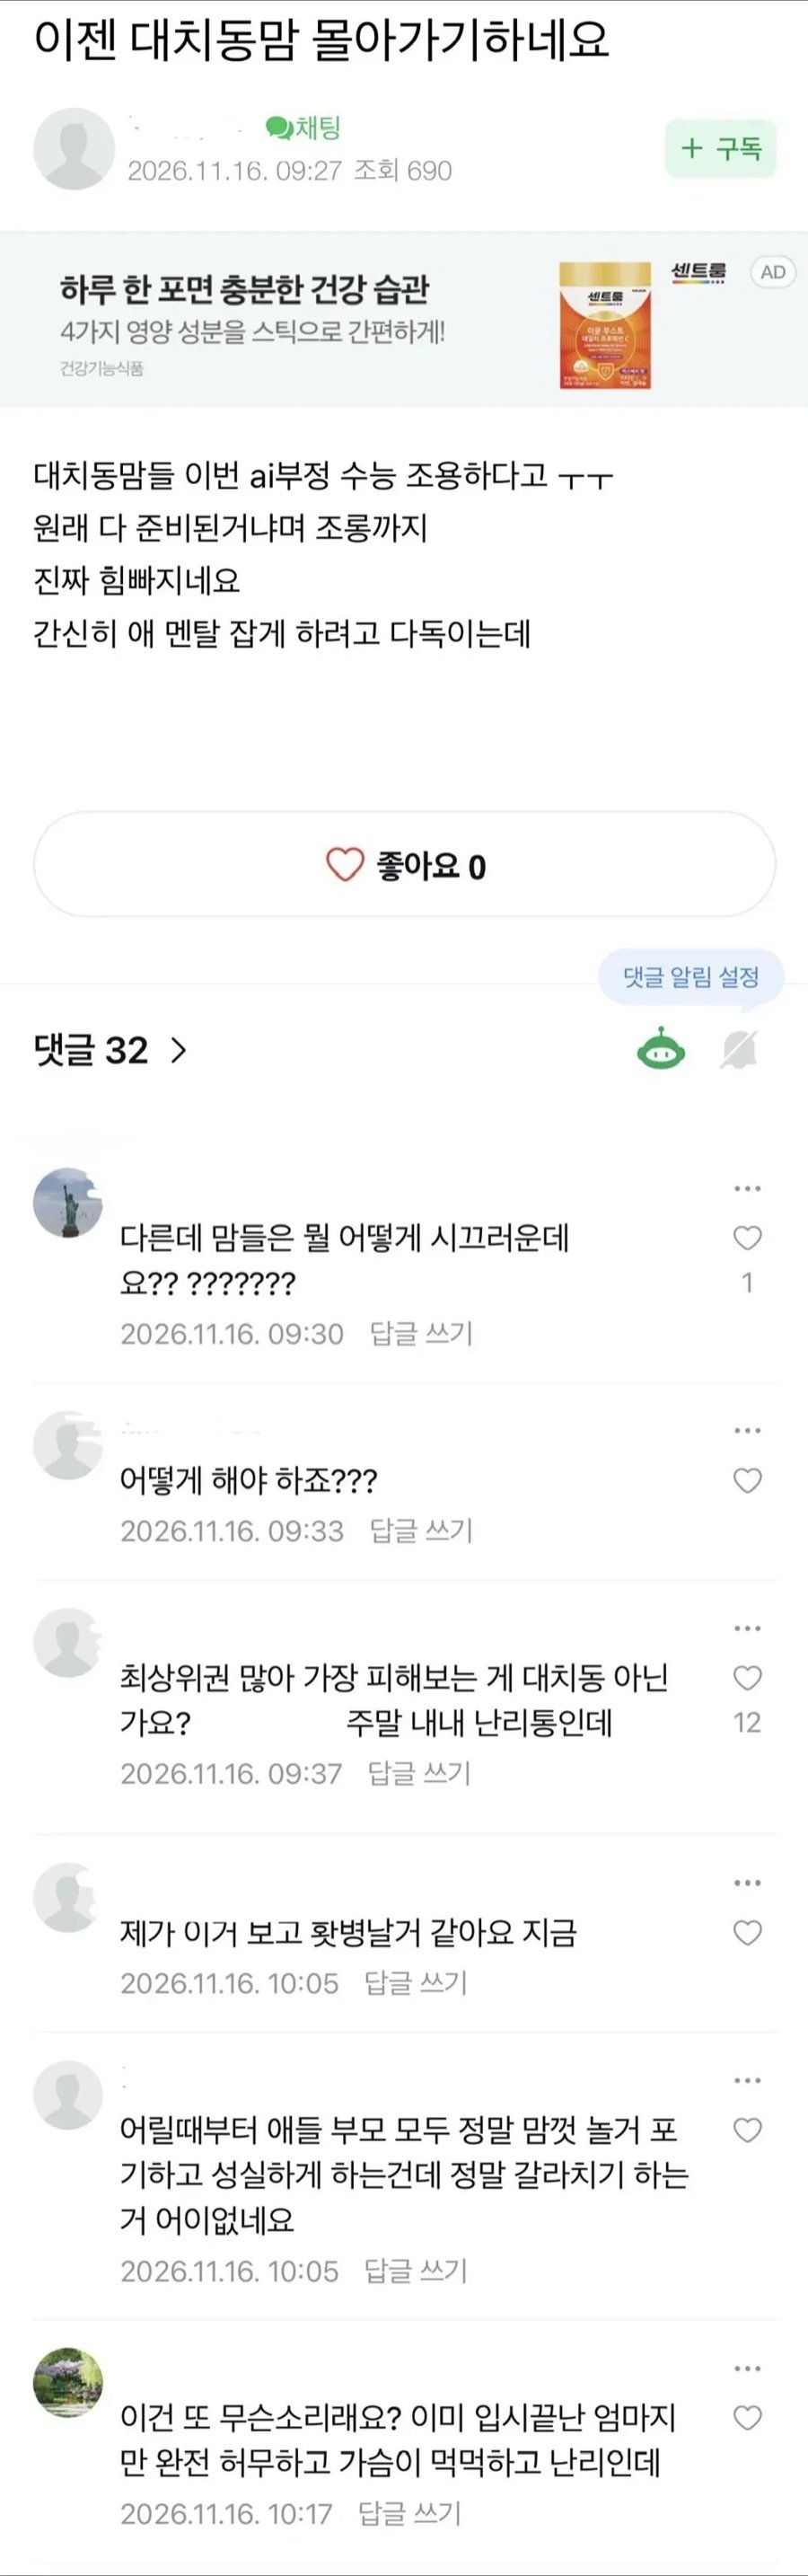 이젠 대치동맘 몰아가기하네요
채팅
2026.11.16. 09:27 조회 690
+ 구독
하루 한 포면 충분한 건강 습관
4가지 영양 성분을 스틱으로 간편하게!
건강기능식품
센트룸
센트룸
AD
대치동맘들 이번 ai부정 수능 조용하다고 ㅜㅜ
원래 다 준비된거냐며 조롱까지
진짜 힘빠지네요
간신히 애 멘탈 잡게 하려고 다독이는데
좋아요 0
댓글 알림 설정
댓글 32
다른데 맘들은 뭘 어떻게 시끄러운데
요?? ???????
1
2026.11.16. 09:30 답글 쓰기
어떻게 해야 하죠???
2026.11.16. 09:33 답글 쓰기
최상위권 많아 가장 피해보는 게 대치동 아닌
가요? 주말 내내 난리통인데
12
2026.11.16. 09:37 답글 쓰기
제가 이거 보고 홧병날거 같아요 지금
2026.11.16. 10:05 답글 쓰기
어릴때부터 애들 부모 모두 정말 맘껏 놀거 포
기하고 성실하게 하는건데 정말 갈라치기 하는
거 어이없네요
2026.11.16. 10:05 답글 쓰기
이건 또 무슨소리래요? 이미 입시끝난 엄마지
만 완전 허무하고 가슴이 먹먹하고 난리인데
2026.11.16. 10:17 답글 쓰기